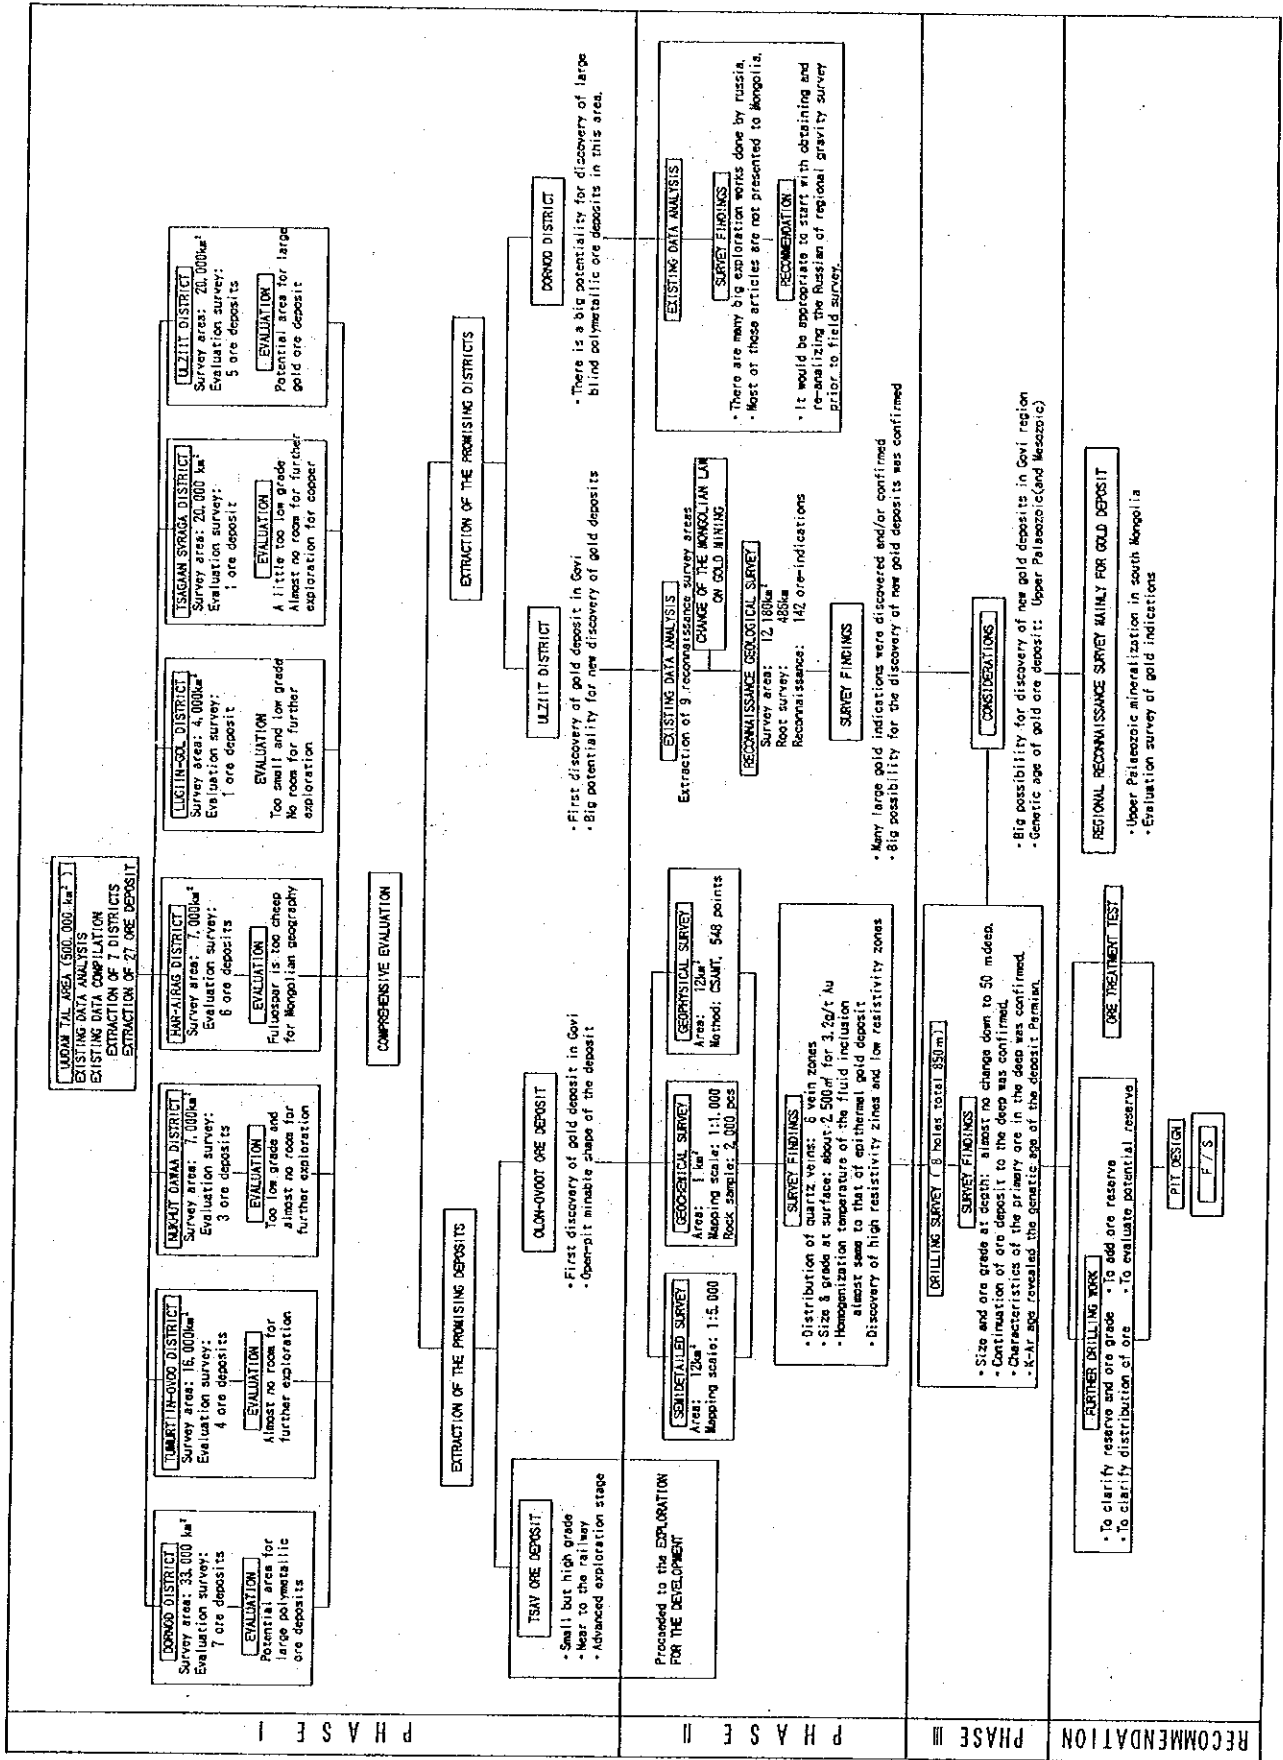 PHASE I
UUDAM TAL AREA (500,000 km²)
EXISTING DATA ANALYSIS
EXISTING DATA COMPILATION
EXTRACTION OF 7 DISTRICTS
EXTRACTION OF 27 ORE DEPOSIT
DORNOD DISTRICT
Survey area: 33,000 km²
Evaluation survey:
7 ore deposits
EVALUATION
Potential area for
large polymetallic
ore deposits
TUMURTIIN-OVOO DISTRICT
Survey area: 16,000km²
Evaluation survey:
4 ore deposits
EVALUATION
Almost no room for
further exploration
NUKHUT DAWAN DISTRICT
Survey area: 7,000km²
Evaluation survey:
3 ore deposits
EVALUATION
Too low grade and
almost no room for
further exploration
HAR-AIRAG DISTRICT
Survey area: 7,000km²
Evaluation survey:
6 ore deposits
EVALUATION
Fuluospar is too cheep
for Mongolian geography
LUGIIN-GOL DISTRICT
Survey area: 4,000km²
Evaluation survey:
1 ore deposit
EVALUATION
Too small and low grade
No room for further
exploration
TSAGAAN SYRAGA DISTRICT
Survey area: 20,000 km²
Evaluation survey:
1 ore deposit
EVALUATION
A little too low grade
Almost no room for further
exploration for copper
ULZIIT DISTRICT
Survey area: 20,000km²
Evaluation survey:
5 ore deposits
EVALUATION
Potential area for large
gold ore deposit
COMPREHENSIVE EVALUATION
EXTRACTION OF THE PROMISING DEPOSITS
EXTRACTION OF THE PROMISING DISTRICTS
TSAV ORE DEPOSIT
• Small but high grade
• Near to the railway
• Advanced exploration stage
OLON-OVOOT ORE DEPOSIT
• First discovery of gold deposit in Govi
• Open-pit minable shape of the deposit
ULZIIT DISTRICT
• First discovery of gold deposit in Govi
• Big potentiality for new discovery of gold deposits
DORNOD DISTRICT
• There is a big potentiality for discovery of large
blind polymetallic ore deposits in this area.
PHASE II
Proceeded to the EXPLORATION
FOR THE DEVELOPMENT
SEMIDETAILED SURVEY
Area: 12km²
Mapping scale: 1:5,000
GEOCHEMICAL SURVEY
Area: 1 km²
Mapping scale: 1:1,000
Rock sample: 2,000 pcs
GEOPHYSICAL SURVEY
Area: 12km²
Method: CSAMT, 548 points
SURVEY FINDINGS
• Distribution of quartz veins: 6 vein zones
• Size & grade at surface: about 2,500㎡ for 3.2g/t Au
• Homogenization temperature of the fluid inclusion
almost same to that of epithermal gold deposit
• Discovery of high resistivity zines and low resistivity zones
EXISTING DATA ANALYSIS
Extraction of 9 reconnaissance survey areas
CHANGE OF THE MONGOLIAN LAW
ON GOLD MINING
RECONNAISSANCE GEOLOGICAL SURVEY
Survey area: 12,180km²
Root survey: 486km
Reconnaissance: 142 ore-indications
SURVEY FINDINGS
• Many large gold indications were discovered and/or confirmed
• Big possibility for the discovery of new gold deposits was confirmed
EXISTING DATA ANALYSIS
SURVEY FINDINGS
• There are many big exploration works done by russia.
• Most of those articles are not presented to Mongolia.
RECOMMENDATION
• It would be appropriate to start with obtaining and
re-analizing the Russian of regional gravity survey
prior to field survey.
PHASE III
DRILLING SURVEY ( 8 holes total 850m)
SURVEY FINDINGS
• Size and ore grade at depth: almost no change down to 50 mdeep.
• Continuation of ore deposit to the deep was confirmed.
• Characteristics of the primary are in the deep was confirmed.
• K-Ar age revealed the genetic age of the deposit Permian.
CONSIDERATIONS
• Big possibility for discovery of new gold deposits in Govi region
• Genetic age of gold ore deposit: Upper Palaeozoic(and Mesozoic)
RECOMMENDATION
FURTHER DRILLING WORK
• To clarify reserve and ore grade • To add ore reserve
• To clarify distribution of ore • To evaluate potential reserve
ORE TREATMENT TEST
PIT DESIGN
F / S
REGIONAL RECONNAISSANCE SURVEY MAINLY FOR GOLD DEPOSIT
• Upper Palaeozoic mineralization in south Mongolia
• Evaluation survey of gold indications